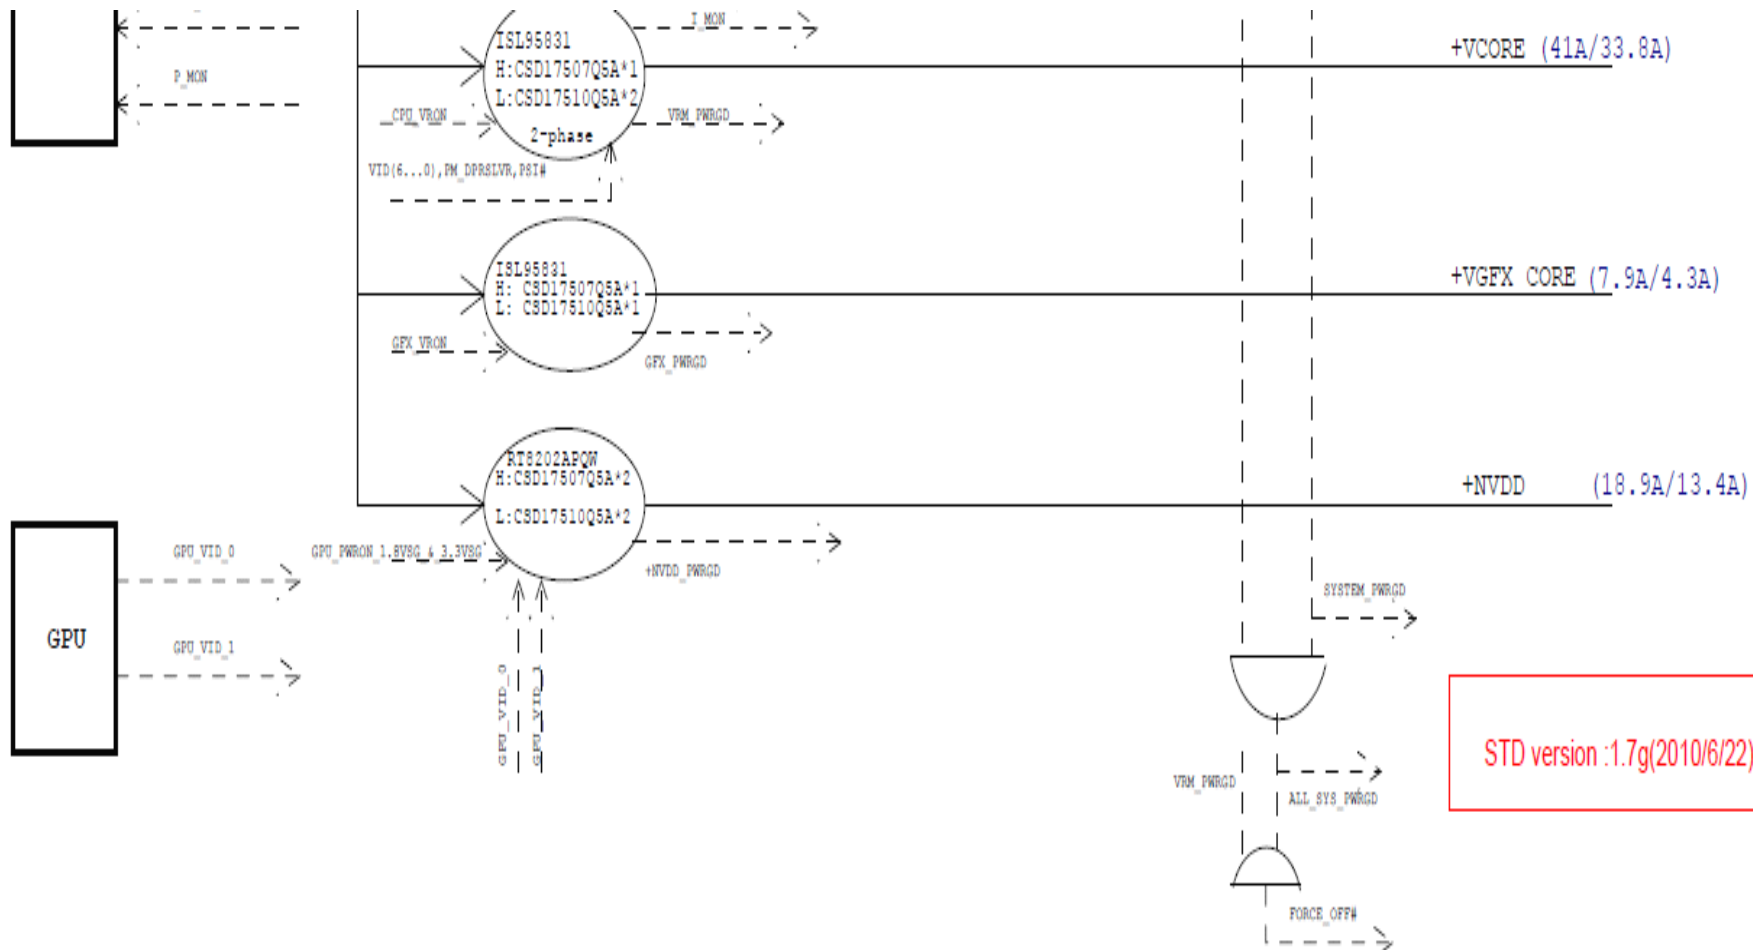 I_MON
ISL95831
H:CSD17507Q5A*1
L:CSD17510Q5A*2
2-phase
+VCORE (41A/33.8A)
P_MON
CPU_VRON
VRM_PWRGD
VID(6...0),PM_DPRSLVR,PSI#
ISL95831
H: CSD17507Q5A*1
L: CSD17510Q5A*1
+VGFX CORE (7.9A/4.3A)
GFX_VRON
GFX_PWRGD
RT8202APQW
H:CSD17507Q5A*2
L:CSD17510Q5A*2
+NVDD (18.9A/13.4A)
GPU_VID_0
GPU_PWRON_1.8VSG & 3.3VSG
+NVDD_PWRGD
SYSTEM_PWRGD
GPU
GPU_VID_1
GPU_VID_0
GPU_VID_1
STD version :1.7g(2010/6/22)
VRM_PWRGD
ALL_SYS_PWRGD
FORCE_OFF#